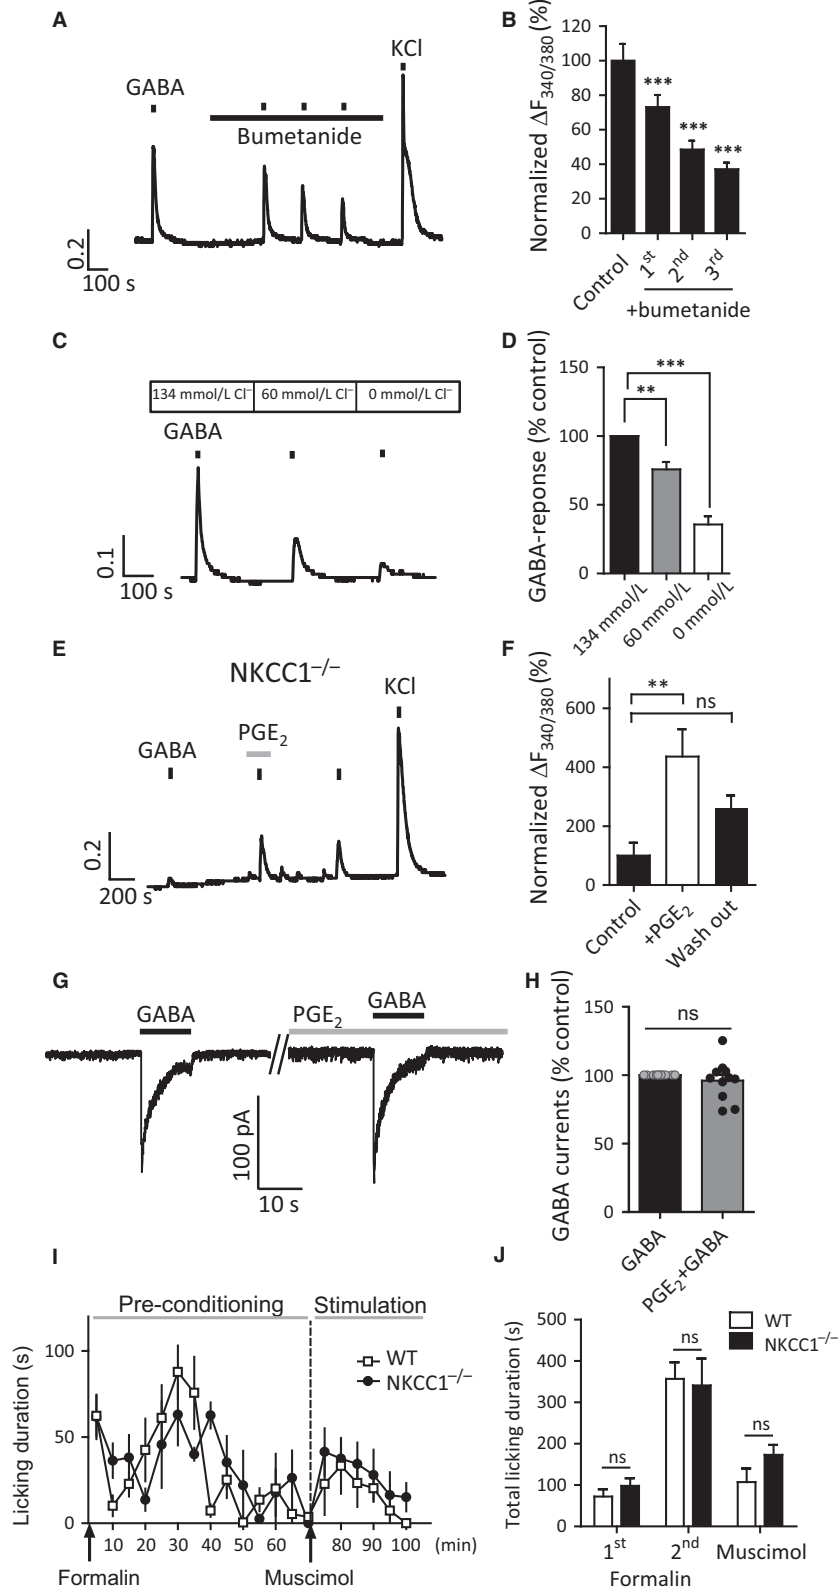 A
GABA
KCl
Bumetanide
0.2
100 s
B
Normalized ΔF340/380 (%)
120
100
80
60
40
20
0
***
***
***
Control
1st
2nd
3rd
+bumetanide
C
134 mmol/L Cl–
60 mmol/L Cl–
0 mmol/L Cl–
GABA
0.1
100 s
D
GABA-reponse (% control)
150
100
50
0
***
**
134 mmol/L
60 mmol/L
0 mmol/L
E
NKCC1–/–
KCl
PGE2
GABA
0.2
200 s
F
Normalized ΔF340/380 (%)
600
400
200
0
**
ns
Control
+PGE2
Wash out
G
GABA
PGE2
GABA
100 pA
10 s
H
GABA currents (% control)
150
100
50
0
ns
GABA
PGE2+GABA
I
Pre-conditioning
Stimulation
Licking duration (s)
100
50
0
WT
NKCC1–/–
10 20 30 40 50 60 80 90 100 (min)
Formalin
Muscimol
J
Total licking duration (s)
500
400
300
200
100
0
WT
NKCC1–/–
ns
ns
ns
1st
2nd
Muscimol
Formalin